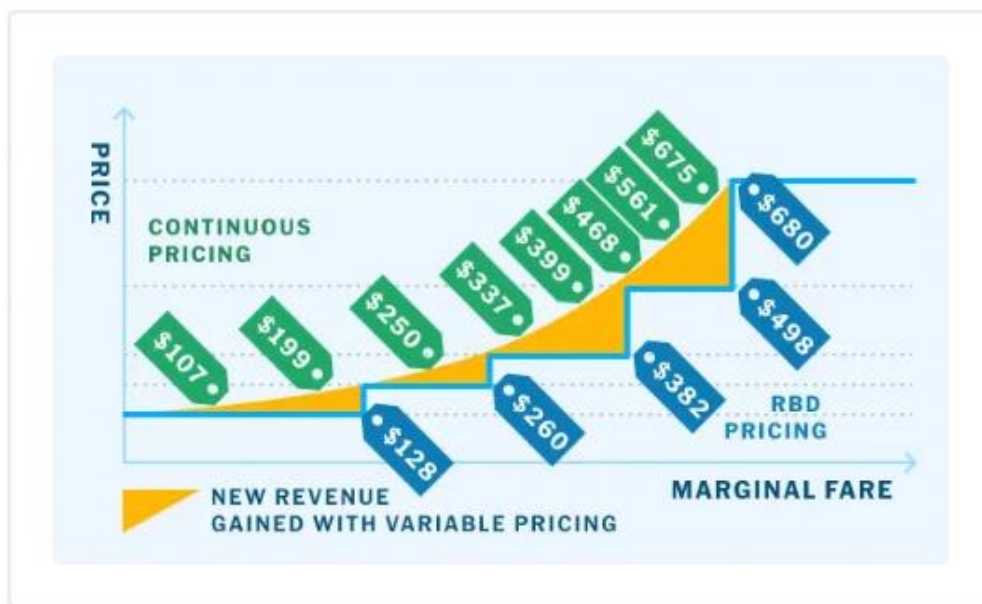 PRICE
CONTINUOUS
PRICING
$107
$199
$250
$337
$399
$468
$561
$675
$680
$498
$382
$260
$128
RBD
PRICING
MARGINAL FARE
NEW REVENUE
GAINED WITH VARIABLE PRICING